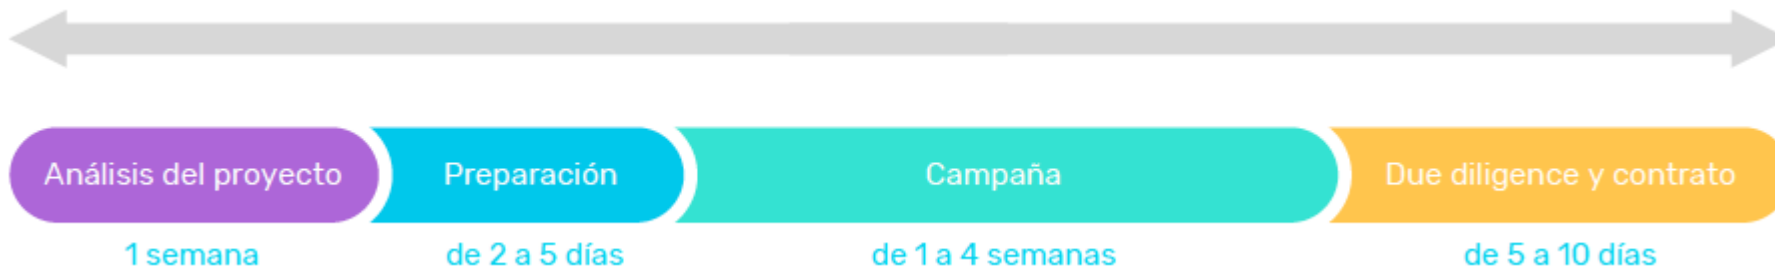 Análisis del proyecto
Preparación
Campaña
Due diligence y contrato
1 semana
de 2 a 5 días
de 1 a 4 semanas
de 5 a 10 días